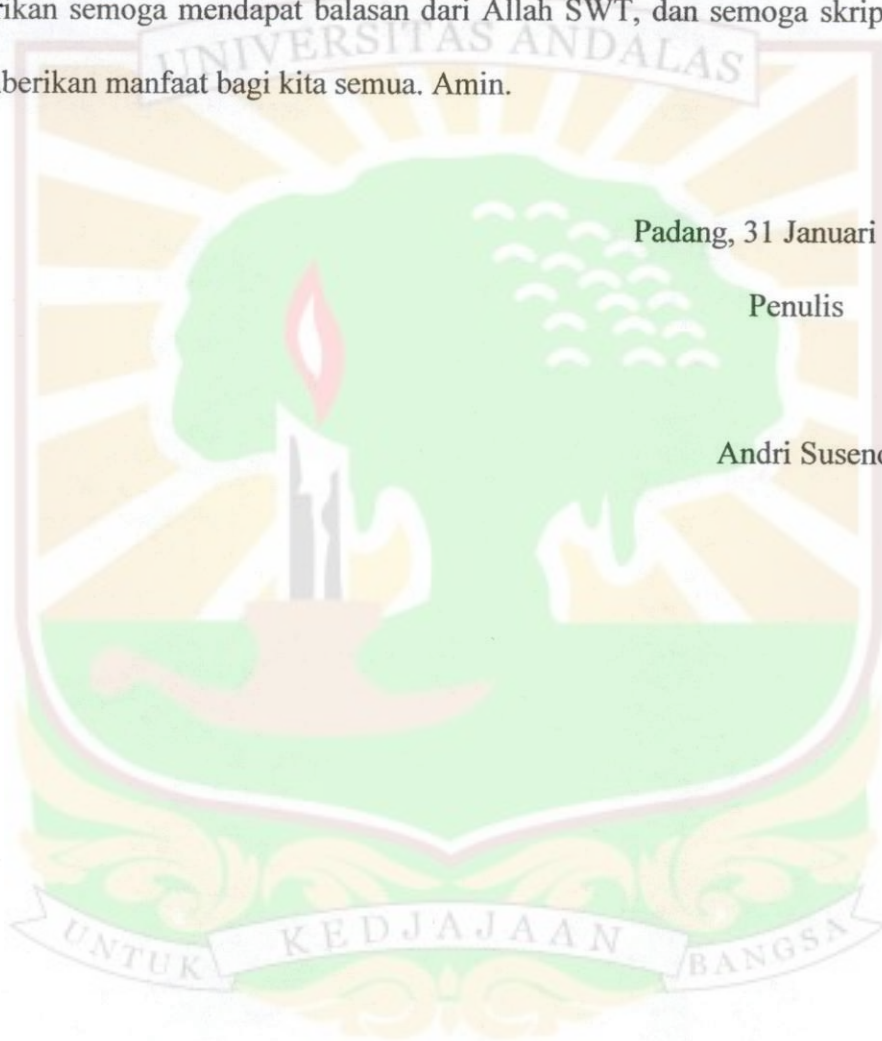 rikan semoga mendapat balasan dari Allah SWT, dan semoga skrip
UNIVERSITAS ANDALAS
berikan manfaat bagi kita semua. Amin.
Padang, 31 Januari
Penulis
Andri Susen
UNTUK KEDJAJAAN BANGSA